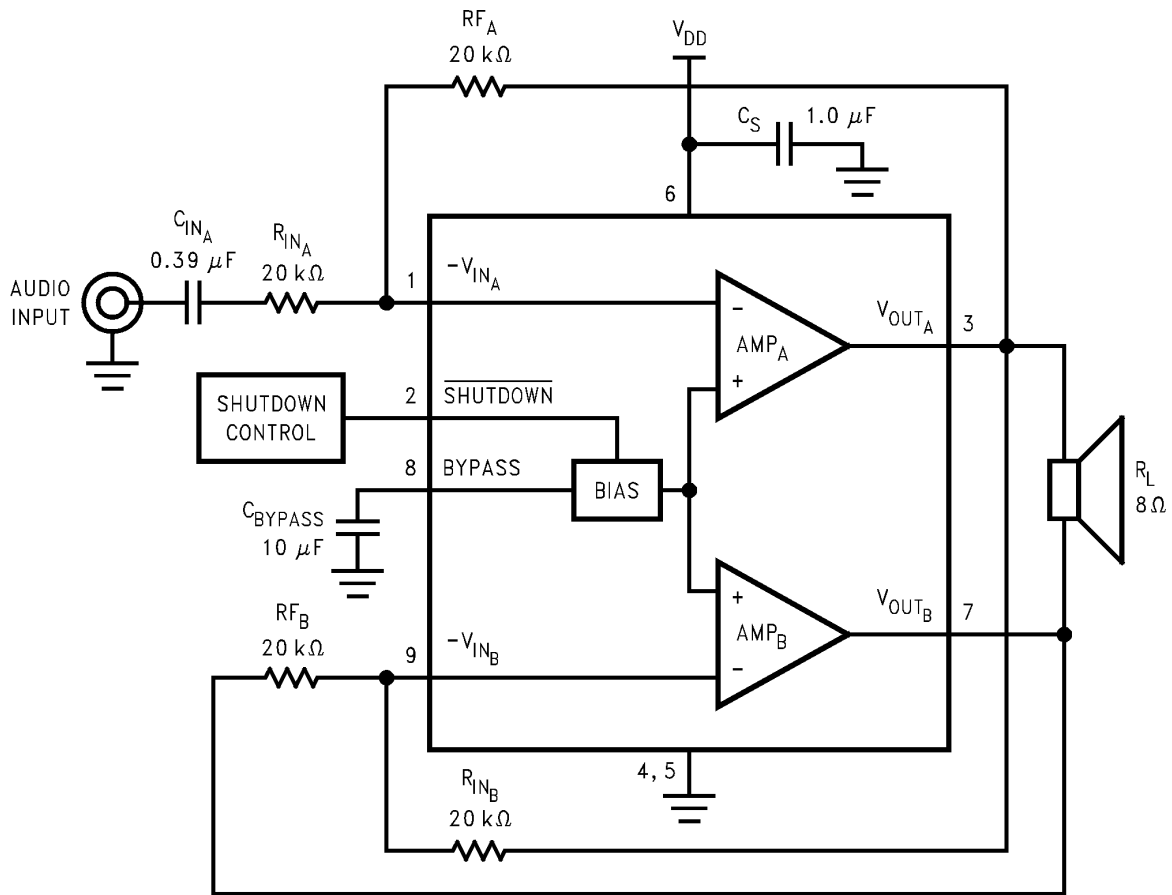 RF_A
20 kΩ
V_DD
C_S
1.0 µF
6
C_IN_A
0.39 µF
R_IN_A
20 kΩ
AUDIO
INPUT
1
-V_IN_A
-
AMP_A
+
V_OUT_A
3
SHUTDOWN
CONTROL
2
SHUTDOWN
8
BYPASS
BIAS
C_BYPASS
10 µF
R_L
8Ω
RF_B
20 kΩ
9
-V_IN_B
+
AMP_B
-
V_OUT_B
7
4, 5
R_IN_B
20 kΩ